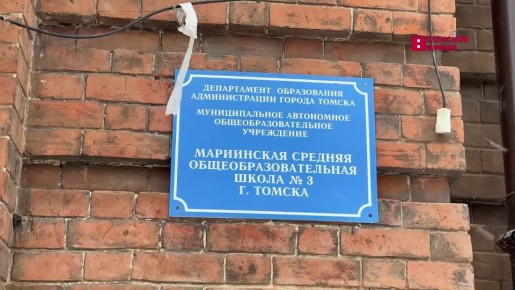 ДЕПАРТАМЕНТ ОБРАЗОВАНИЯ
АДМИНИСТРАЦИИ ГОРОДА ТОМСКА
МУНИЦИПАЛЬНОЕ АВТОНОМНОЕ
ОБЩЕОБРАЗОВАТЕЛЬНОЕ
УЧРЕЖДЕНИЕ
МАРИИНСКАЯ СРЕДНЯЯ
ОБЩЕОБРАЗОВАТЕЛЬНАЯ
ШКОЛА № 3
Г. ТОМСКА